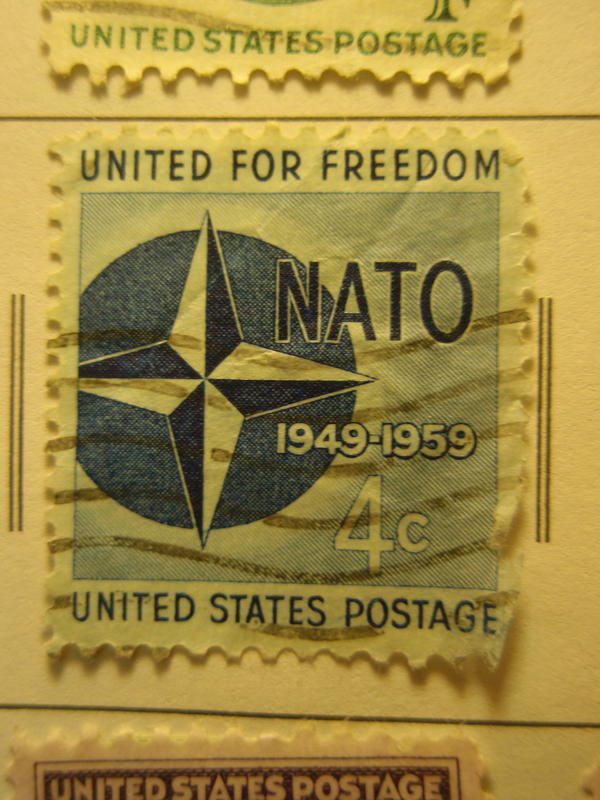 UNITED STATES POSTAGE
UNITED FOR FREEDOM
NATO
1949-1959
4c
UNITED STATES POSTAGE
UNITED STATES POSTAGE